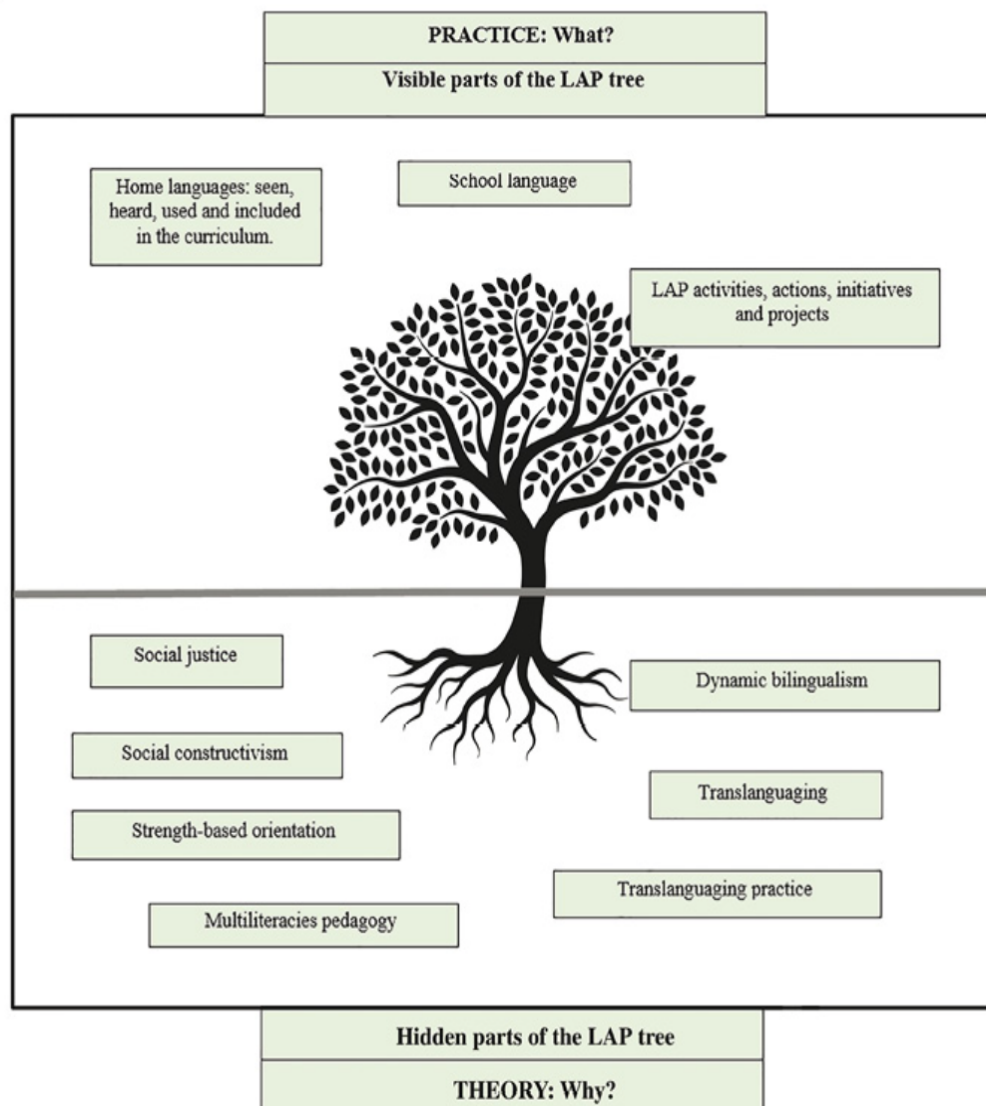 PRACTICE: What?
Visible parts of the LAP tree
School language
Home languages: seen,
heard, used and included
in the curriculum.
LAP activities, actions, initiatives
and projects
Social justice
Dynamic bilingualism
Social constructivism
Translanguaging
Strength-based orientation
Translanguaging practice
Multiliteracies pedagogy
Hidden parts of the LAP tree
THEORY: Why?